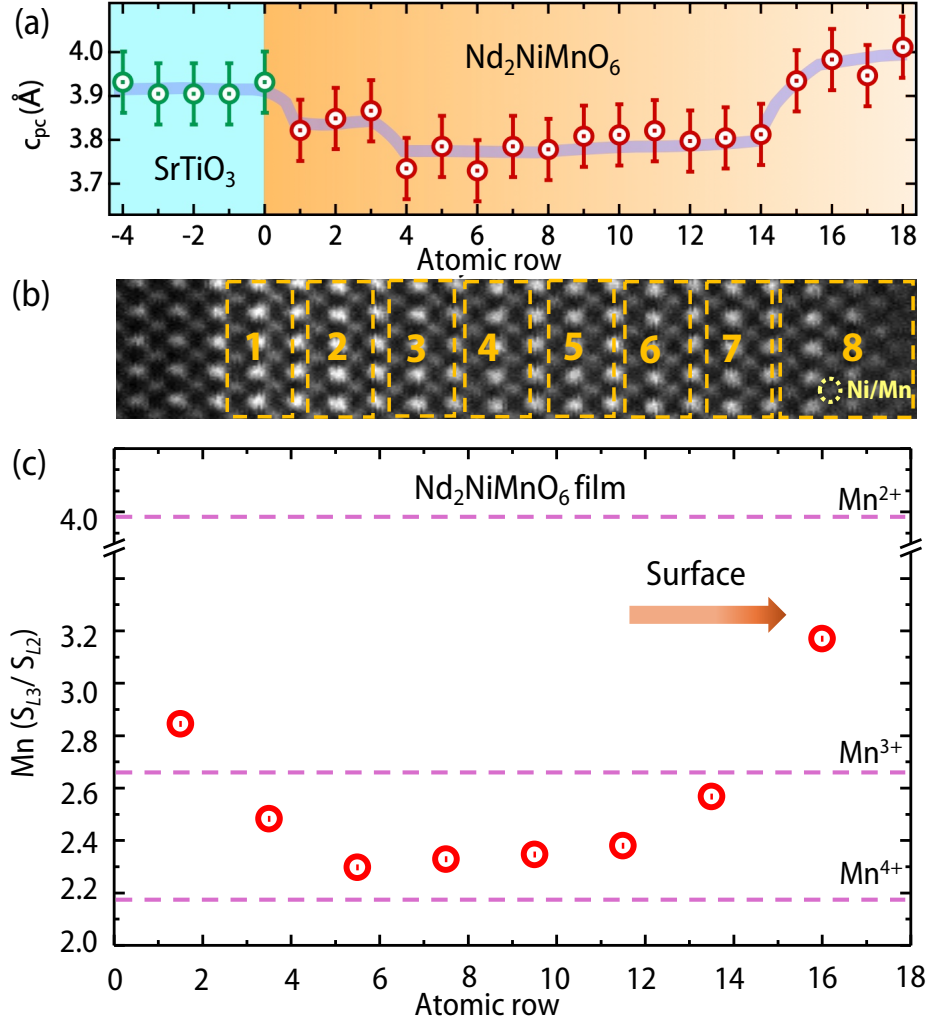 (a)
Nd₂NiMnO₆
SrTiO₃
c_pc (Å)
4.0
3.9
3.8
3.7
-4 -2 0 2 4 6 8 10 12 14 16 18
Atomic row
(b)
1 2 3 4 5 6 7 8
Ni/Mn
(c)
Nd₂NiMnO₆ film
Mn²⁺
Surface
Mn³⁺
Mn⁴⁺
Mn (S_L3/ S_L2)
4.0
3.2
3.0
2.8
2.6
2.4
2.2
2.0
0 2 4 6 8 10 12 14 16 18
Atomic row